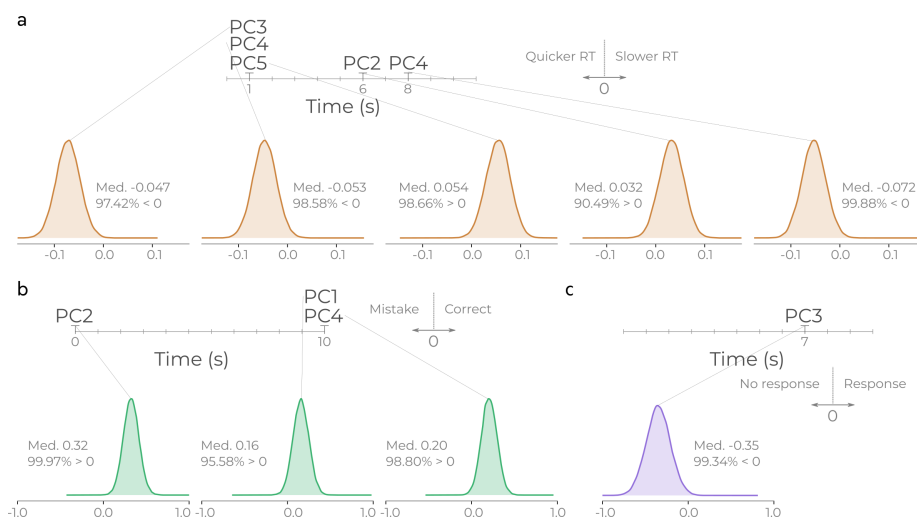 a
PC3
PC4
PC5
PC2 PC4
1 6 8
Time (s)
Quicker RT Slower RT
0
Med. -0.047
97.42% < 0
Med. -0.053
98.58% < 0
Med. 0.054
98.66% > 0
Med. 0.032
90.49% > 0
Med. -0.072
99.88% < 0
-0.1 0.0 0.1
-0.1 0.0 0.1
-0.1 0.0 0.1
-0.1 0.0 0.1
-0.1 0.0 0.1
b
PC2
PC1
PC4
0 10
Time (s)
Mistake Correct
0
Med. 0.32
99.97% > 0
Med. 0.16
95.58% > 0
Med. 0.20
98.80% > 0
-1.0 0.0 1.0
-1.0 0.0 1.0
-1.0 0.0 1.0
c
PC3
7
Time (s)
No response Response
0
Med. -0.35
99.34% < 0
-1.0 0.0 1.0